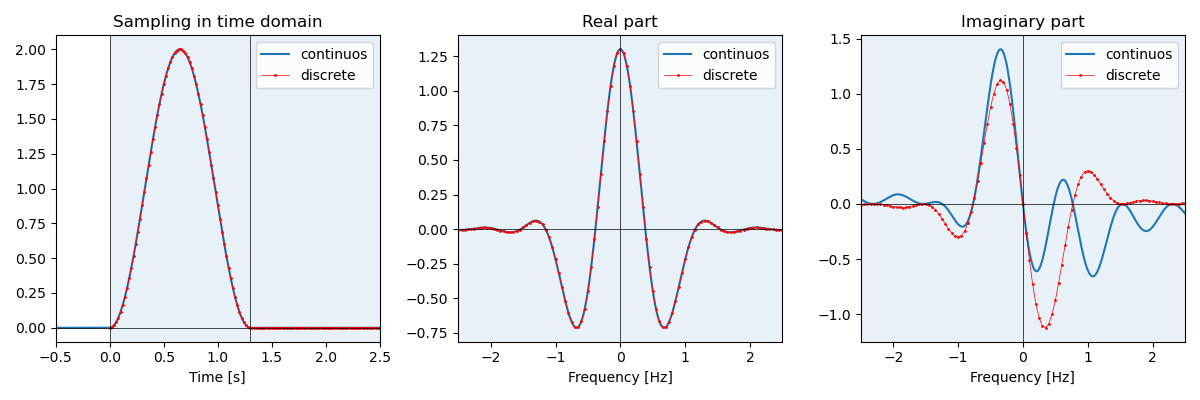 Sampling in time domain
continuos
discrete
2.00
1.75
1.50
1.25
1.00
0.75
0.50
0.25
0.00
−0.5 0.0 0.5 1.0 1.5 2.0 2.5
Time [s]
Real part
continuos
discrete
1.25
1.00
0.75
0.50
0.25
0.00
−0.25
−0.50
−0.75
−2 −1 0 1 2
Frequency [Hz]
Imaginary part
continuos
discrete
1.5
1.0
0.5
0.0
−0.5
−1.0
−2 −1 0 1 2
Frequency [Hz]